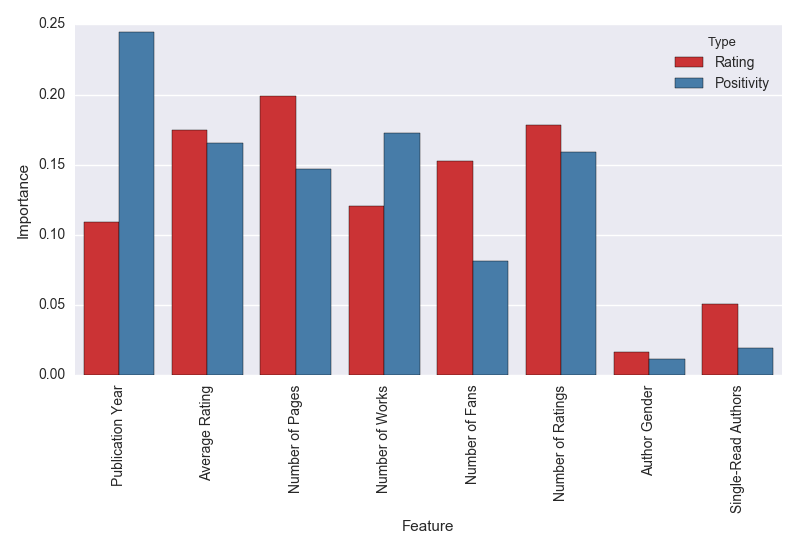 0.25
0.20
0.15
0.10
0.05
0.00
Importance
Type
Rating
Positivity
Publication Year
Average Rating
Number of Pages
Number of Works
Number of Fans
Number of Ratings
Author Gender
Single-Read Authors
Feature